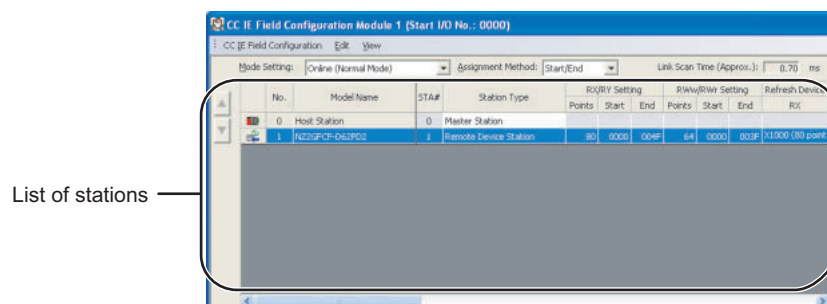 CC IE Field Configuration Module 1 (Start I/O No.: 0000)
CC IE Field Configuration Edit View
Mode Setting: Online (Normal Mode) Assignment Method: Start/End Link Scan Time (Approx.): 0.70 ms
RX/RY Setting RWw/RWr Setting Refresh Device
No. Model Name STA# Station Type Points Start End Points Start End RX
0 Host Station 0 Master Station
1 NZ2GFCF-D62PD2 1 Remote Device Station 80 0000 004F 64 0000 003F X1000 (80 point
List of stations